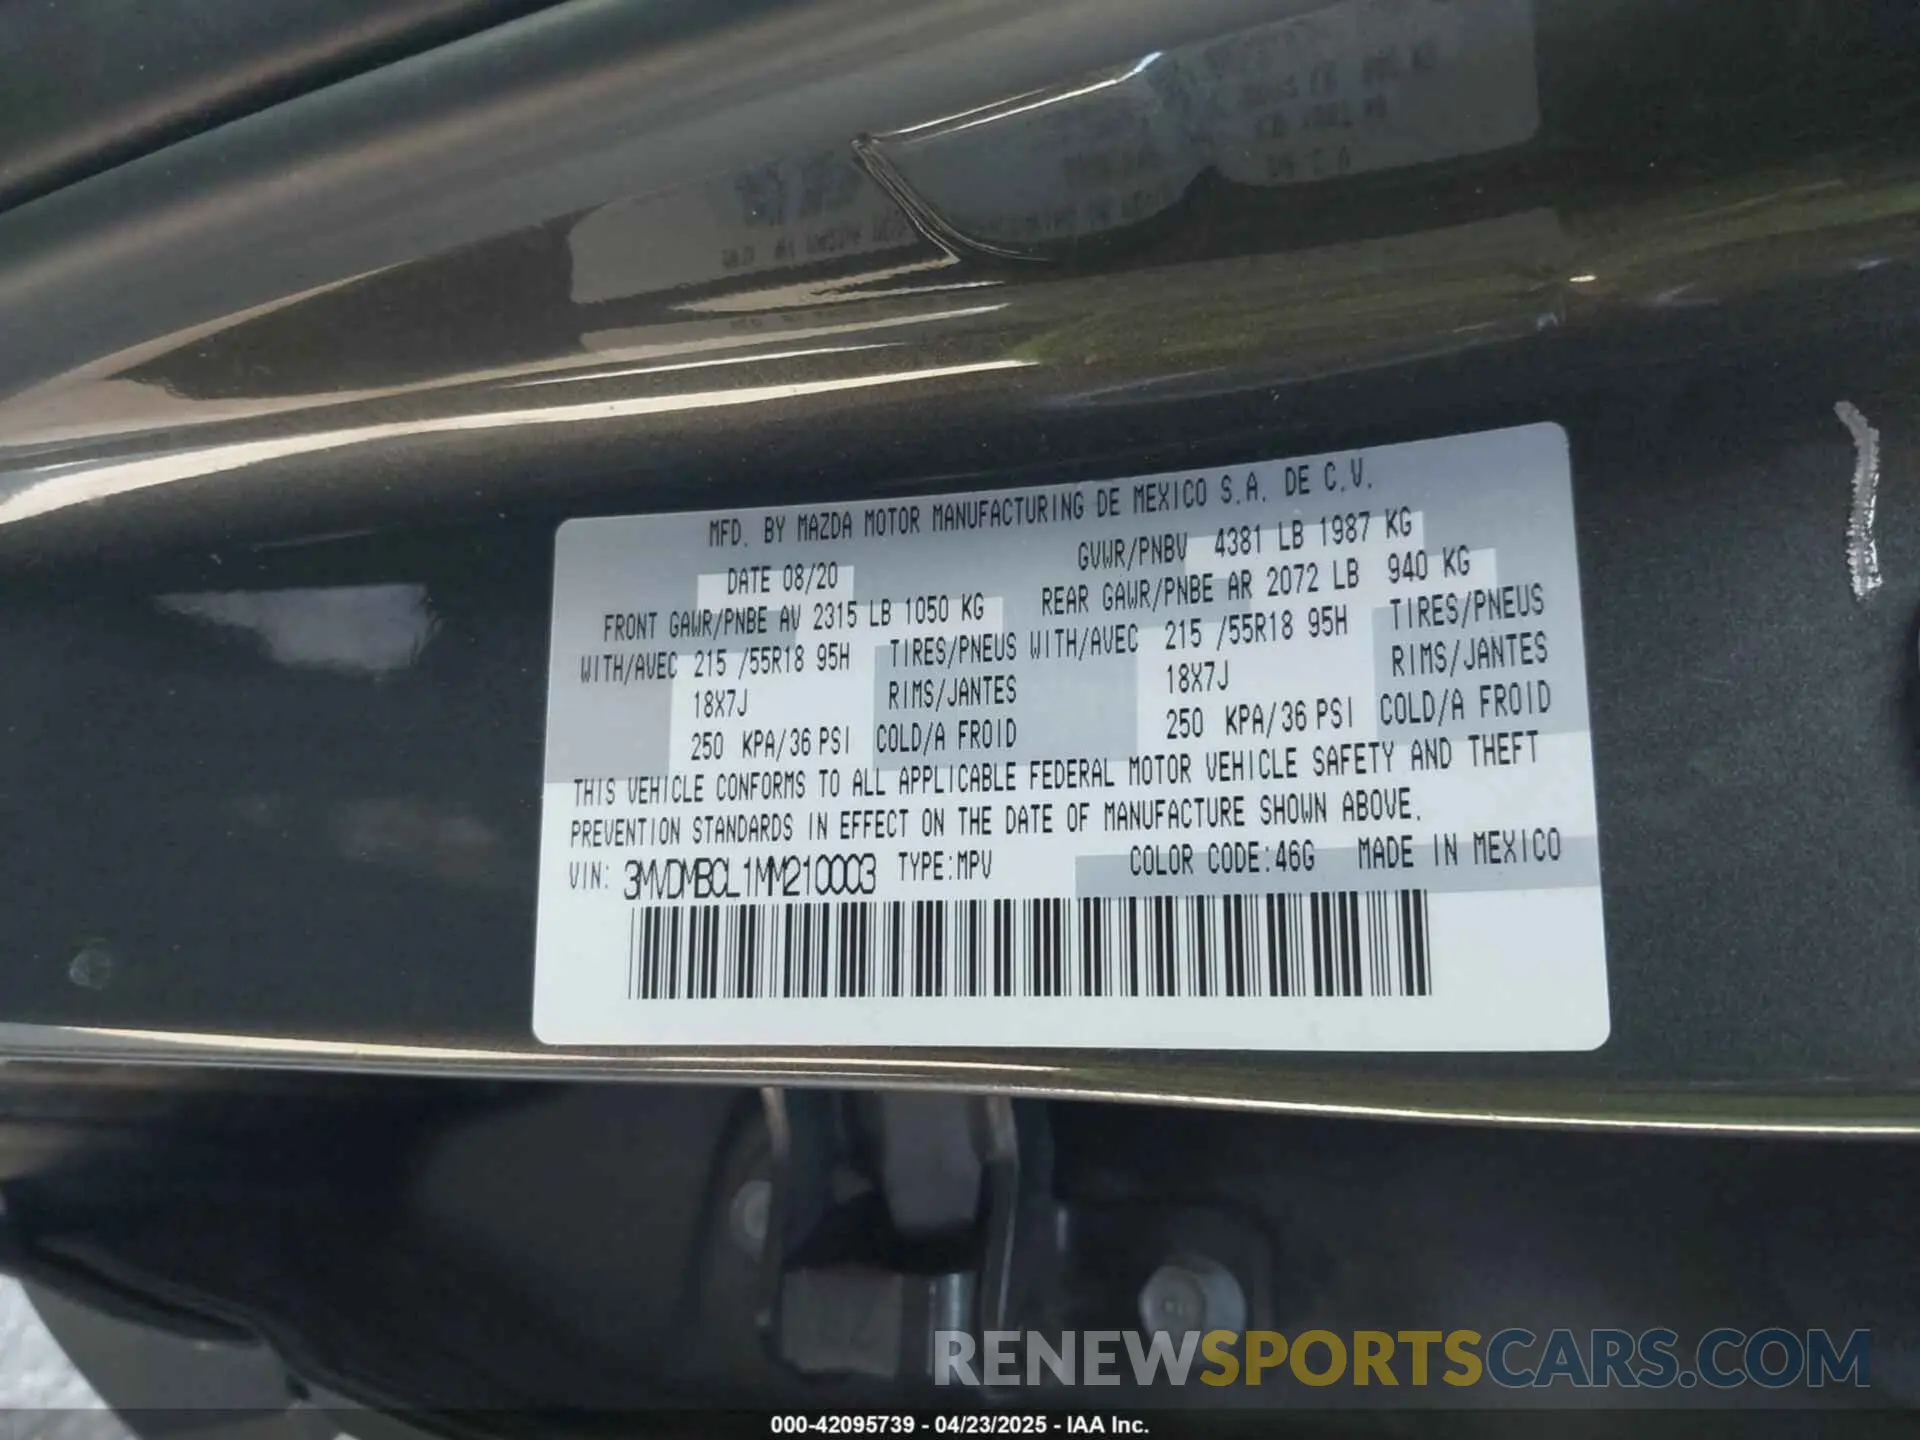 MFD. BY MAZDA MOTOR MANUFACTURING DE MEXICO S.A. DE C.V.
DATE 08/20 GVWR/PNBV 4381 LB 1987 KG
FRONT GAWR/PNBE AV 2315 LB 1050 KG REAR GAWR/PNBE AR 2072 LB 940 KG
WITH/AVEC 215 /55R18 95H TIRES/PNEUS WITH/AVEC 215 /55R18 95H TIRES/PNEUS
18X7J RIMS/JANTES 18X7J RIMS/JANTES
250 KPA/36 PSI COLD/A FROID 250 KPA/36 PSI COLD/A FROID
THIS VEHICLE CONFORMS TO ALL APPLICABLE FEDERAL MOTOR VEHICLE SAFETY AND THEFT
PREVENTION STANDARDS IN EFFECT ON THE DATE OF MANUFACTURE SHOWN ABOVE.
VIN: 3MVDMBCL1MM210003 TYPE:MPV COLOR CODE:46G MADE IN MEXICO
RENEWSPORTSCARS.COM
000-42095739 - 04/23/2025 - IAA Inc.